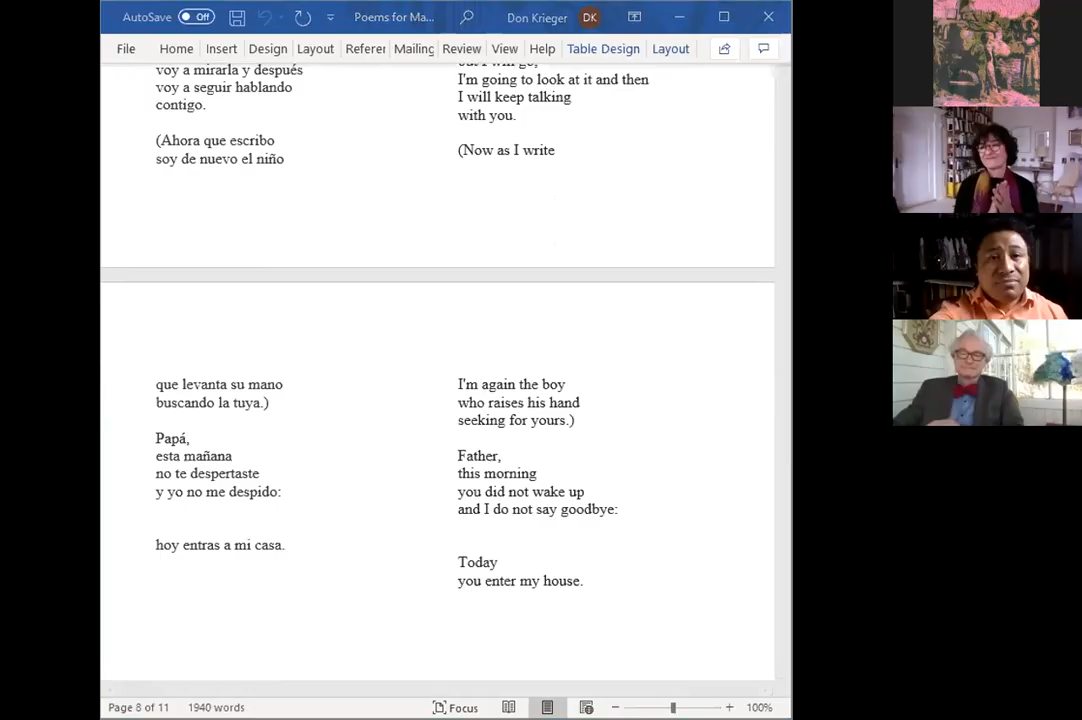 AutoSave Off Poems for Ma... Don Krieger DK
File Home Insert Design Layout Referer Mailing Review View Help Table Design Layout
voy a mirarla y después
voy a seguir hablando
contigo.
(Ahora que escribo
soy de nuevo el niño
I'm going to look at it and then
I will keep talking
with you.
(Now as I write
que levanta su mano
buscando la tuya.)
Papá,
esta mañana
no te despertaste
y yo no me despido:
hoy entras a mi casa.
I'm again the boy
who raises his hand
seeking for yours.)
Father,
this morning
you did not wake up
and I do not say goodbye:
Today
you enter my house.
Page 8 of 11 1940 words Focus 100%